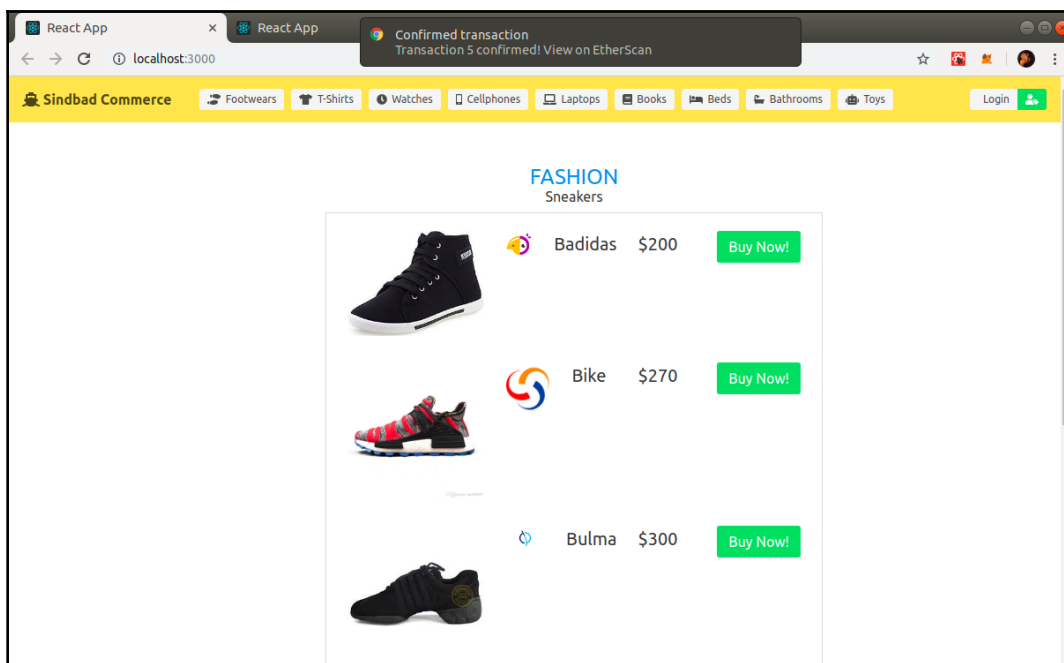 React App
React App
Confirmed transaction
Transaction 5 confirmed! View on EtherScan
localhost:3000
Sindbad Commerce Footwears T-Shirts Watches Cellphones Laptops Books Beds Bathrooms Toys Login
FASHION
Sneakers
Badidas $200 Buy Now!
Bike $270 Buy Now!
Bulma $300 Buy Now!